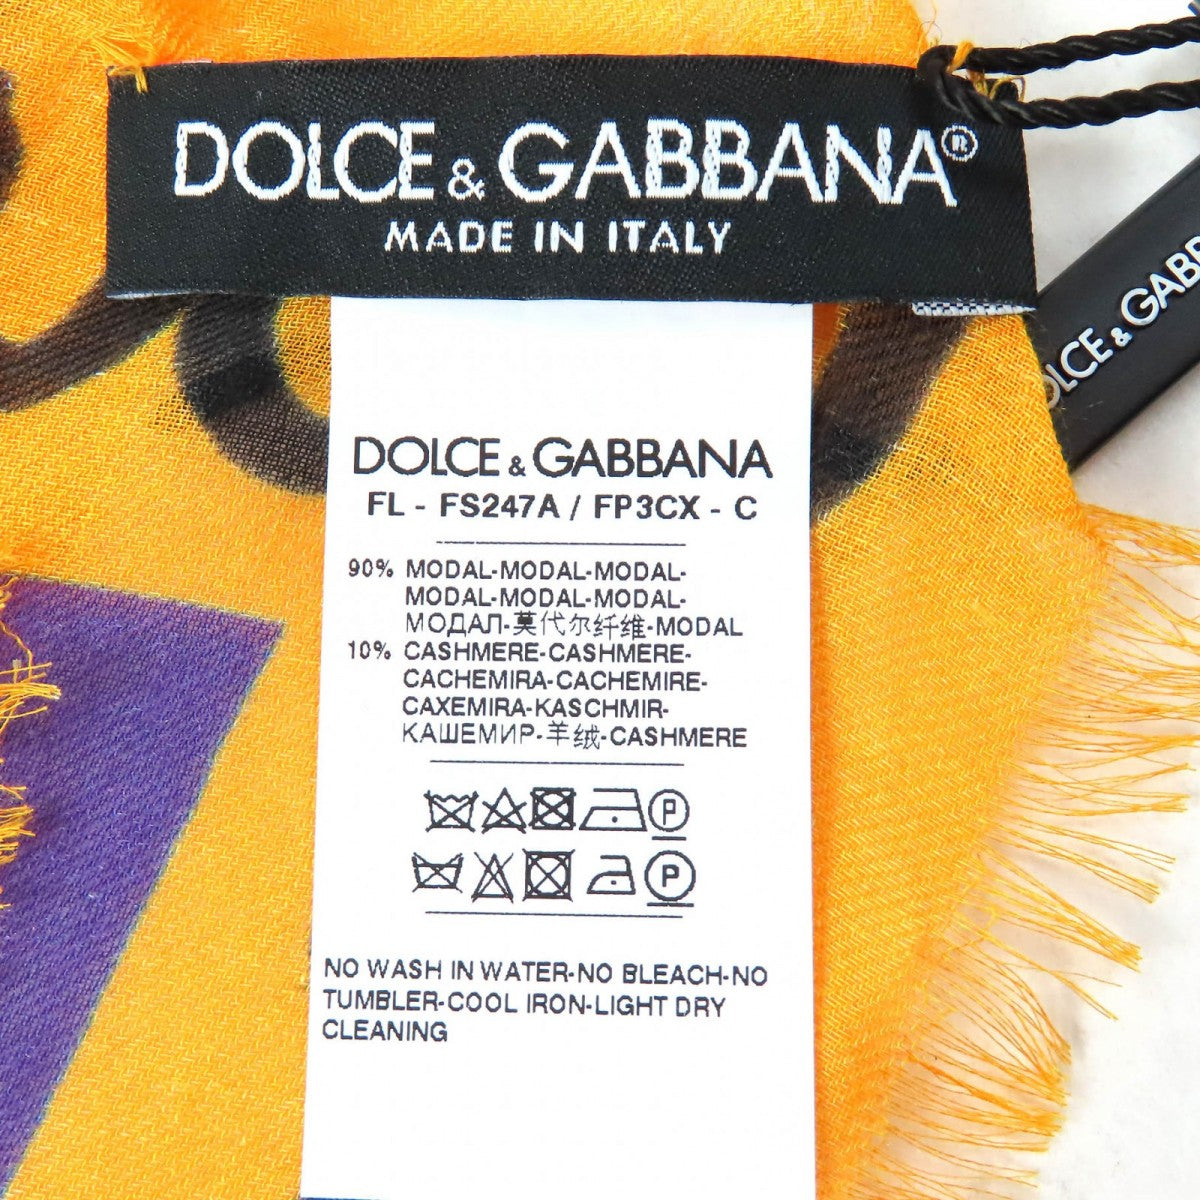 DOLCE & GABBANA®
MADE IN ITALY
DOLCE & GABBANA
FL - FS247A / FP3CX - C
90% MODAL-MODAL-MODAL-
MODAL-MODAL-MODAL-
МОДАЛ-莫代尔纤维-MODAL
10% CASHMERE-CASHMERE-
CACHEMIRA-CACHEMIRE-
CAXEMIRA-KASCHMIR-
КАШЕМИР-羊绒-CASHMERE
P
P
NO WASH IN WATER-NO BLEACH-NO
TUMBLER-COOL IRON-LIGHT DRY
CLEANING